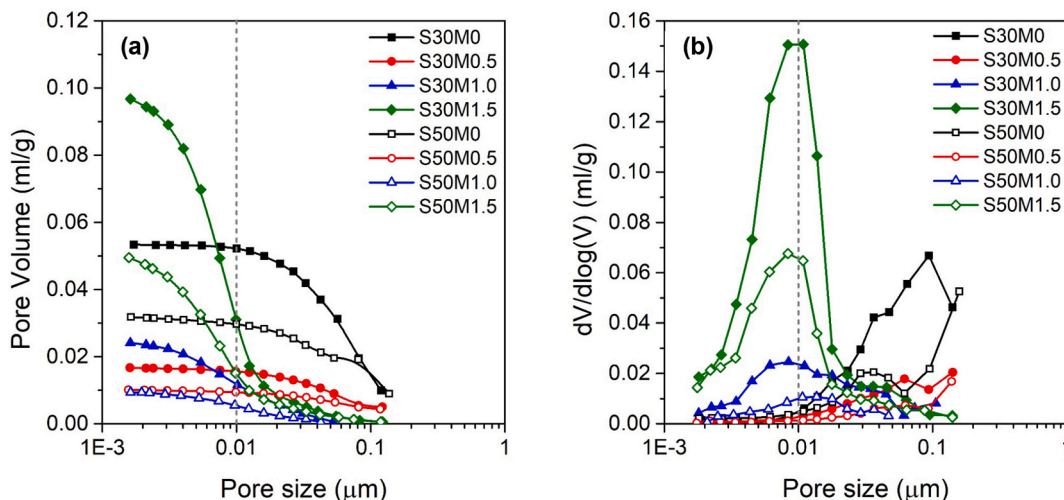 (a)
0.12
0.10
0.08
0.06
0.04
0.02
0.00
Pore Volume (ml/g)
1E-3
0.01
0.1
1
Pore size (μm)
S30M0
S30M0.5
S30M1.0
S30M1.5
S50M0
S50M0.5
S50M1.0
S50M1.5
(b)
0.16
0.14
0.12
0.10
0.08
0.06
0.04
0.02
0.00
dV/dlog(V) (ml/g)
1E-3
0.01
0.1
1
Pore size (μm)
S30M0
S30M0.5
S30M1.0
S30M1.5
S50M0
S50M0.5
S50M1.0
S50M1.5